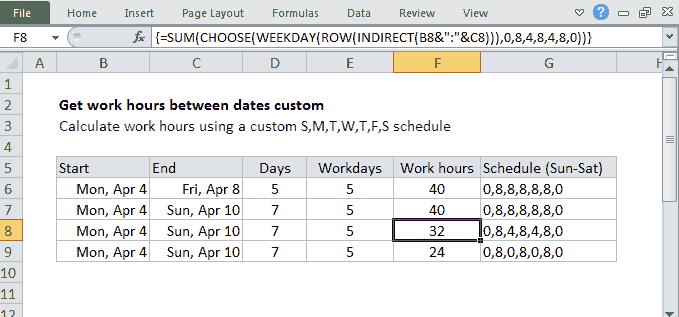 File Home Insert Page Layout Formulas Data Review View
F8 fx {=SUM(CHOOSE(WEEKDAY(ROW(INDIRECT(B8&":"&C8))),0,8,4,8,4,8,0))}
A B C D E F G H
1
2 Get work hours between dates custom
3 Calculate work hours using a custom S,M,T,W,T,F,S schedule
4
5 Start End Days Workdays Work hours Schedule (Sun-Sat)
6 Mon, Apr 4 Fri, Apr 8 5 5 40 0,8,8,8,8,8,0
7 Mon, Apr 4 Sun, Apr 10 7 5 40 0,8,8,8,8,8,0
8 Mon, Apr 4 Sun, Apr 10 7 5 32 0,8,4,8,4,8,0
9 Mon, Apr 4 Sun, Apr 10 7 5 24 0,8,0,8,0,8,0
10
11
12